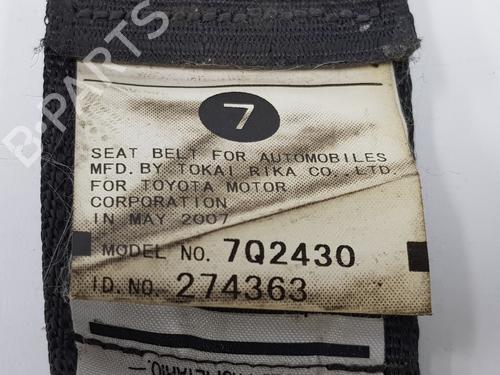 B-PARTS
7
SEAT BELT FOR AUTOMOBILES
MFD. BY TOKAI RIKA CO., LTD.
FOR TOYOTA MOTOR
CORPORATION
IN MAY 2007
MODEL NO. 7Q2430
I D. NO. 274363